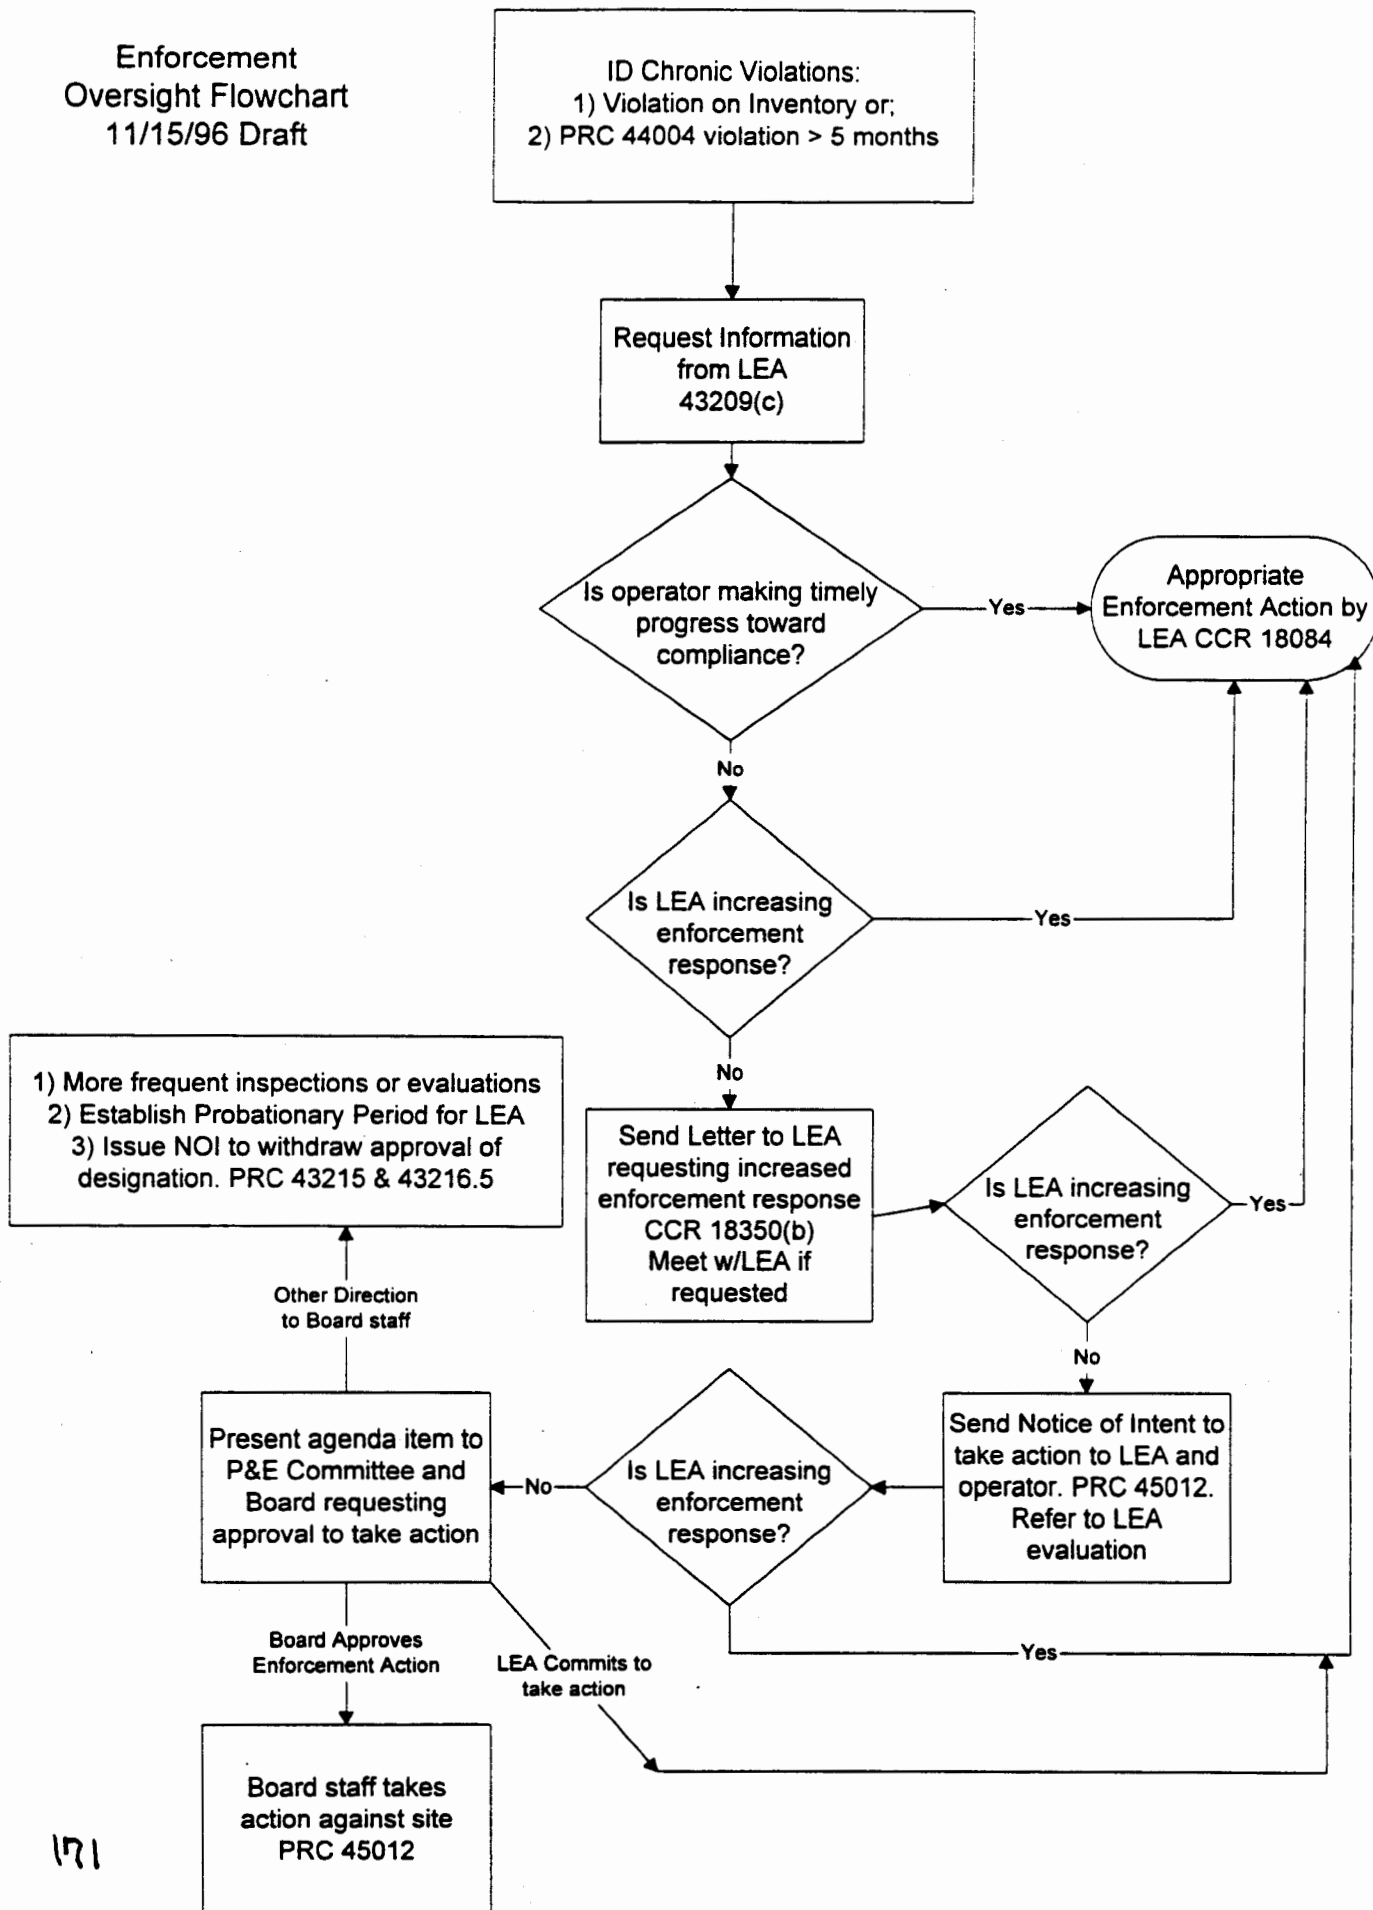 Enforcement
Oversight Flowchart
11/15/96 Draft
ID Chronic Violations:
1) Violation on Inventory or;
2) PRC 44004 violation > 5 months
Request Information
from LEA
43209(c)
Is operator making timely
progress toward
compliance?
Yes
Appropriate
Enforcement Action by
LEA CCR 18084
No
Is LEA increasing
enforcement
response?
Yes
No
1) More frequent inspections or evaluations
2) Establish Probationary Period for LEA
3) Issue NOI to withdraw approval of
designation. PRC 43215 & 43216.5
Send Letter to LEA
requesting increased
enforcement response
CCR 18350(b)
Meet w/LEA if
requested
Is LEA increasing
enforcement
response?
Yes
Other Direction
to Board staff
No
Present agenda item to
P&E Committee and
Board requesting
approval to take action
No
Is LEA increasing
enforcement
response?
Send Notice of Intent to
take action to LEA and
operator. PRC 45012.
Refer to LEA
evaluation
Board Approves
Enforcement Action
LEA Commits to
take action
Yes
Board staff takes
action against site
PRC 45012
171